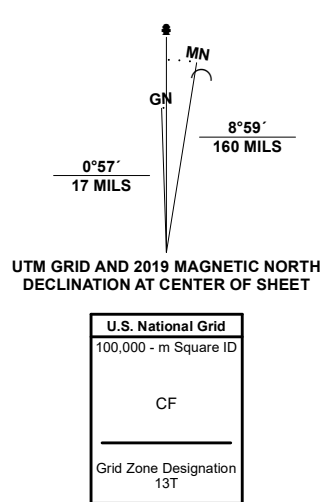 MN
GN
8°59´
160 MILS
0°57´
17 MILS
UTM GRID AND 2019 MAGNETIC NORTH
DECLINATION AT CENTER OF SHEET
U.S. National Grid
100,000 - m Square ID
CF
Grid Zone Designation
13T